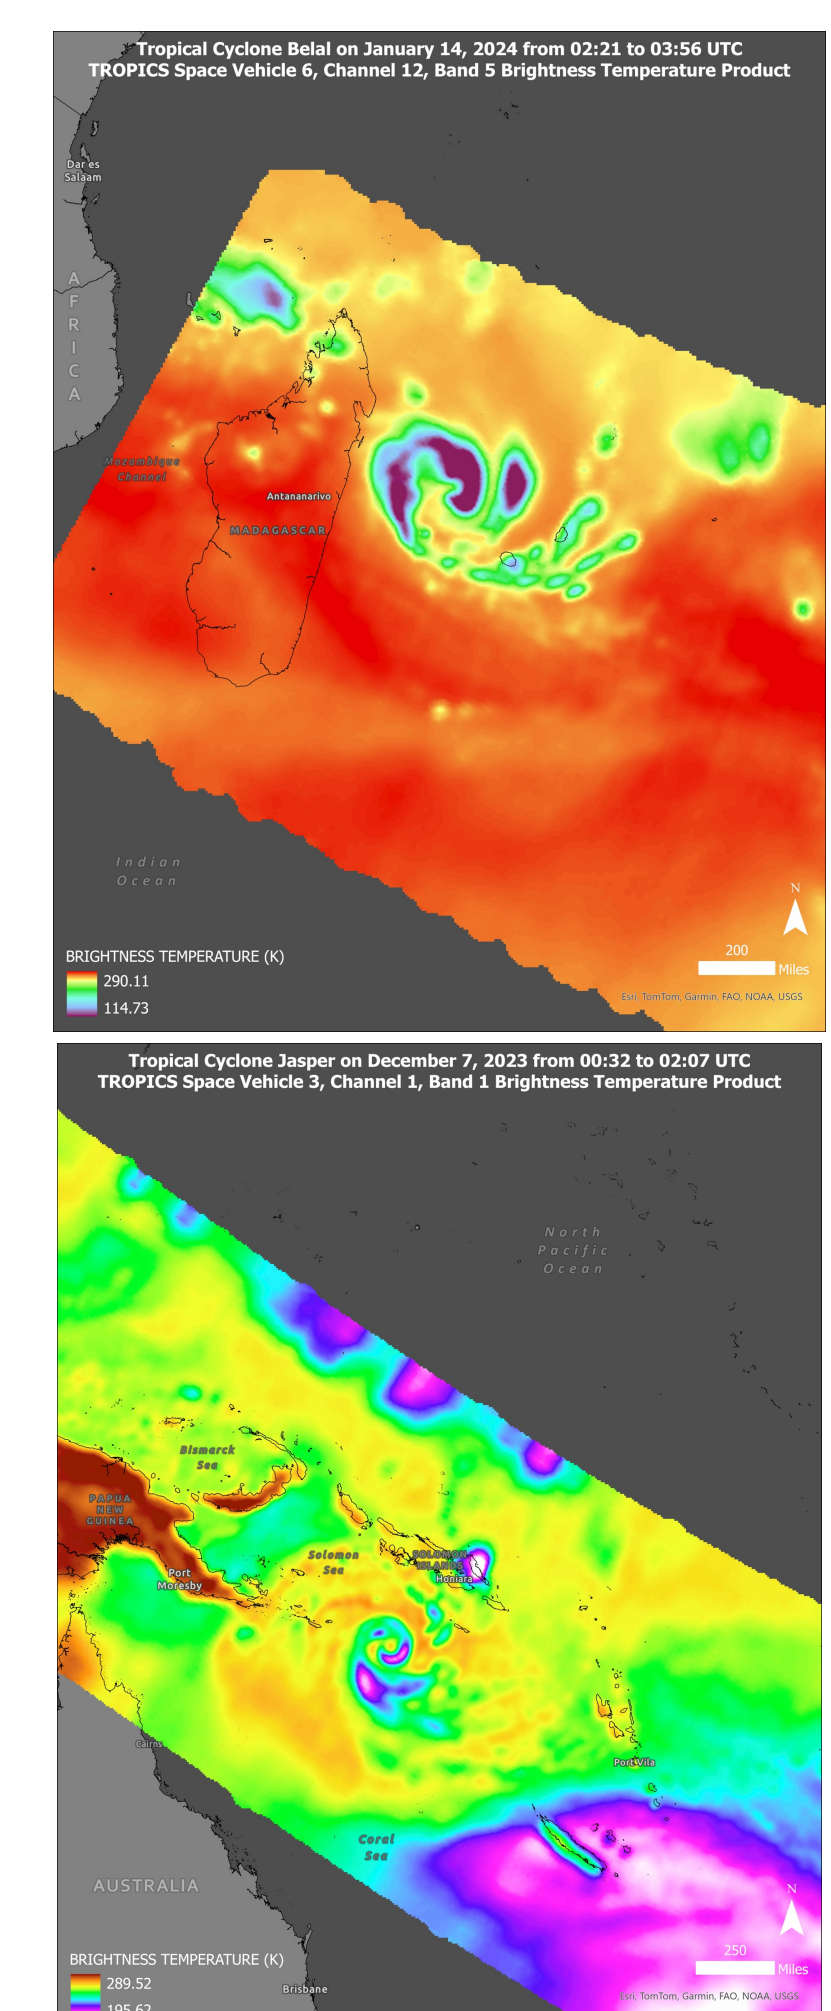 Tropical Cyclone Belal on January 14, 2024 from 02:21 to 03:56 UTC
TROPICS Space Vehicle 6, Channel 12, Band 5 Brightness Temperature Product
Dar es
Salaam
AFRICA
Mozambique
Channel
Antananarivo
MADAGASCAR
Indian
Ocean
N
BRIGHTNESS TEMPERATURE (K)
290.11
114.73
200
Miles
Esri, TomTom, Garmin, FAO, NOAA, USGS
Tropical Cyclone Jasper on December 7, 2023 from 00:32 to 02:07 UTC
TROPICS Space Vehicle 3, Channel 1, Band 1 Brightness Temperature Product
North
Pacific
Ocean
Bismarck
Sea
PAPUA
NEW
GUINEA
Port
Moresby
Solomon
Sea
SOLOMON
ISLANDS
Honiara
Cairns
Port Vila
Coral
Sea
AUSTRALIA
N
BRIGHTNESS TEMPERATURE (K)
289.52
195.62
Brisbane
250
Miles
Esri, TomTom, Garmin, FAO, NOAA, USGS